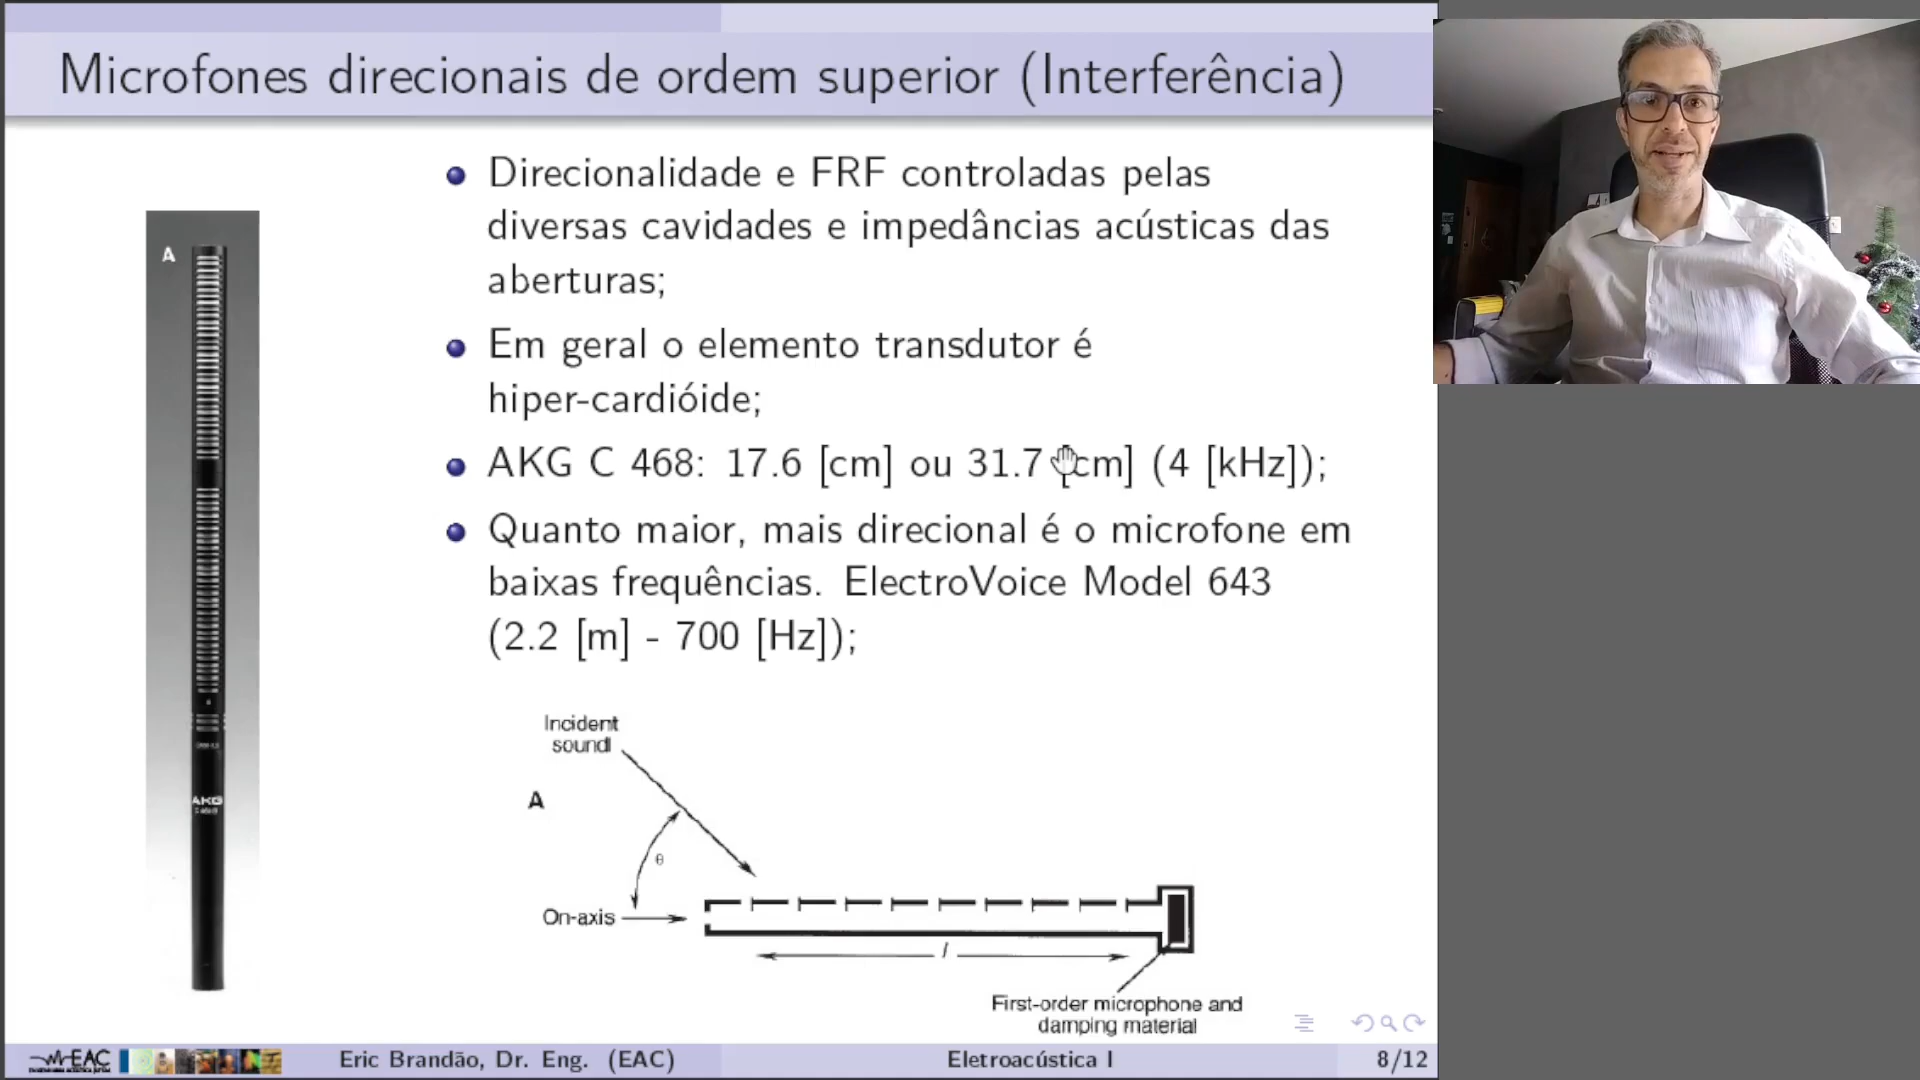 Microfones direcionais de ordem superior (Interferência)
Direcionalidade e FRF controladas pelas
diversas cavidades e impedâncias acústicas das
aberturas;
Em geral o elemento transdutor é
hiper-cardióide;
AKG C 468: 17.6 [cm] ou 31.7 [cm] (4 [kHz]);
Quanto maior, mais direcional é o microfone em
baixas frequências. ElectroVoice Model 643
(2.2 [m] - 700 [Hz]);
A
AKG
Incident
sound
A
θ
On-axis
l
First-order microphone and
damping material
EAC
Eric Brandão, Dr. Eng. (EAC)
Eletroacústica I
8/12